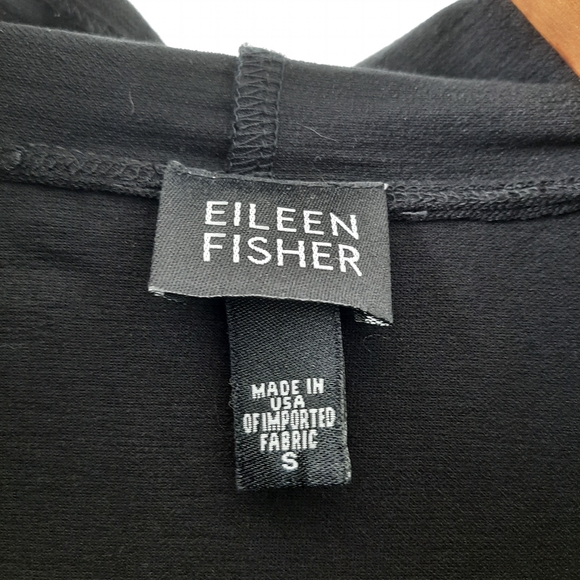 EILEEN
FISHER
MADE IN
USA
OF IMPORTED
FABRIC
S